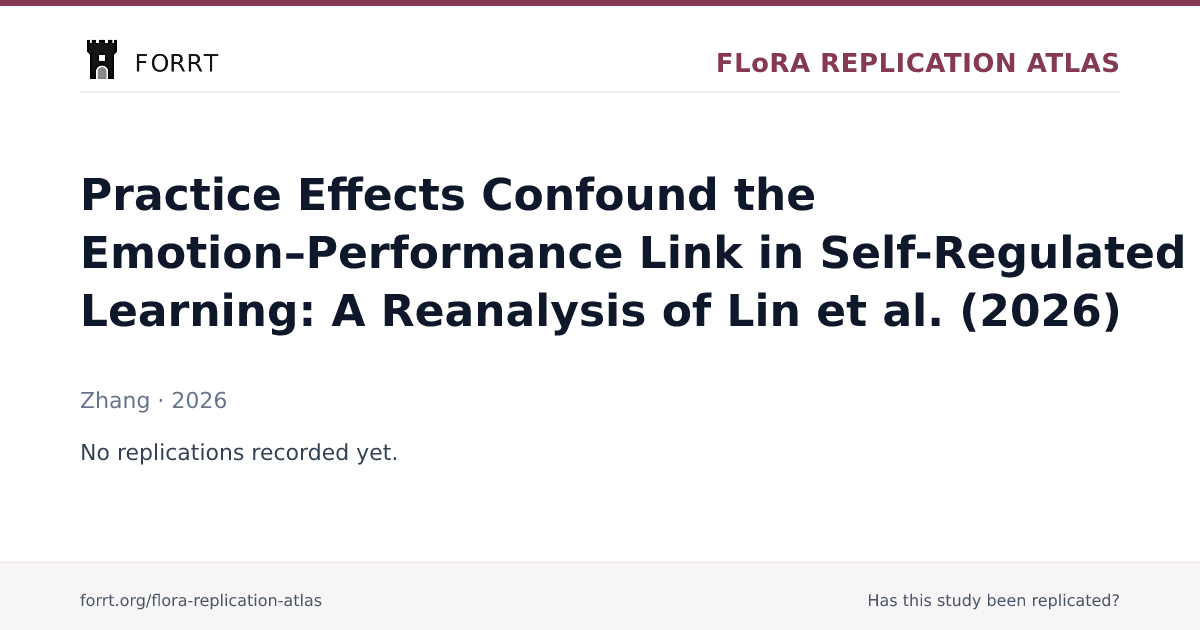 FORRT
FLoRA REPLICATION ATLAS
Practice Effects Confound the
Emotion–Performance Link in Self-Regulated
Learning: A Reanalysis of Lin et al. (2026)
Zhang · 2026
No replications recorded yet.
forrt.org/flora-replication-atlas
Has this study been replicated?